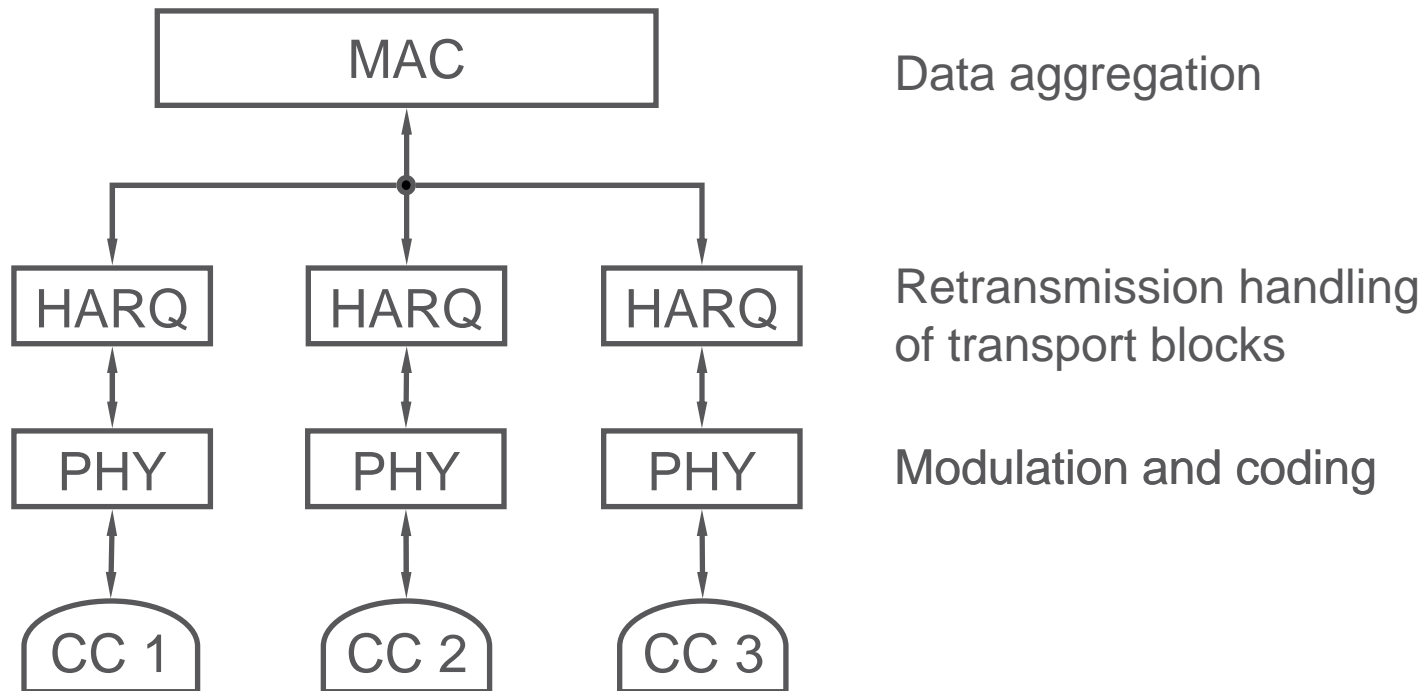 MAC
Data aggregation
HARQ HARQ HARQ
Retransmission handling
of transport blocks
PHY PHY PHY
Modulation and coding
CC 1 CC 2 CC 3